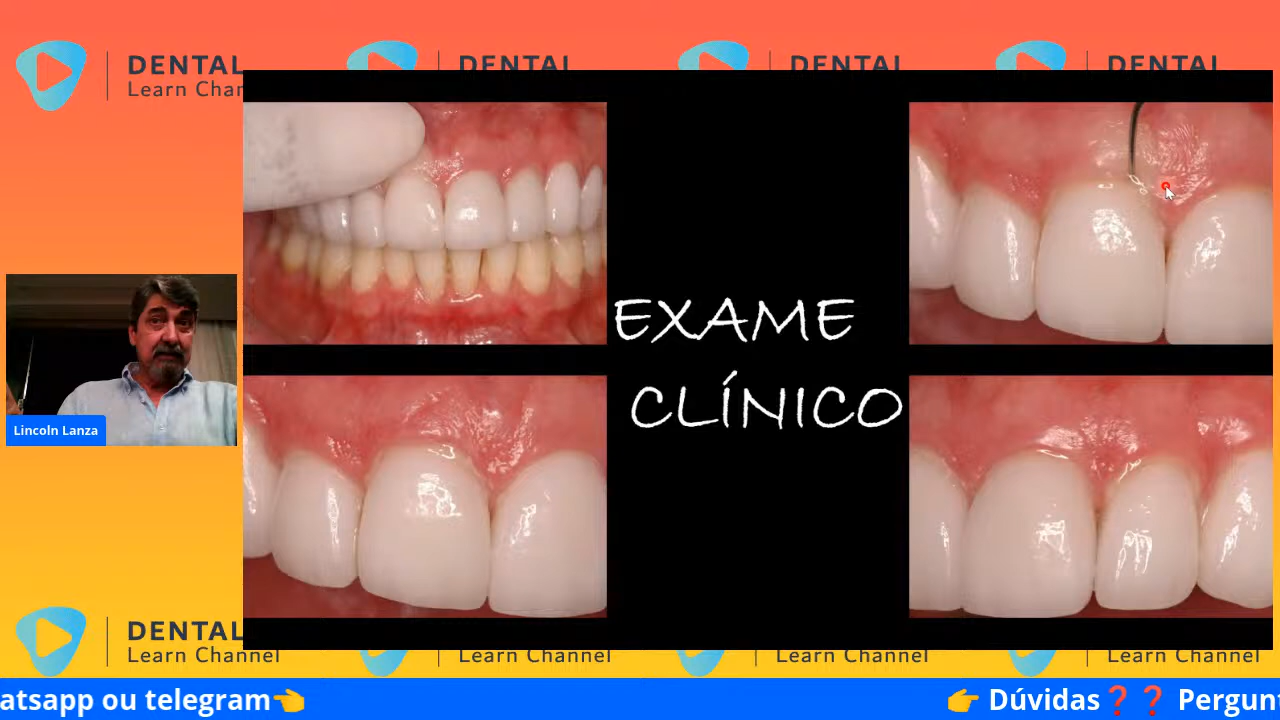 DENTAL
Learn Chan
DENTAL
DENTAL
DENTAL
EXAME
CLÍNICO
Lincoln Lanza
DENTAL
Learn Channel
Learn Channel
Learn Channel
Learn Channel
atsapp ou telegram👈
👉 Dúvidas❓❓ Pergun